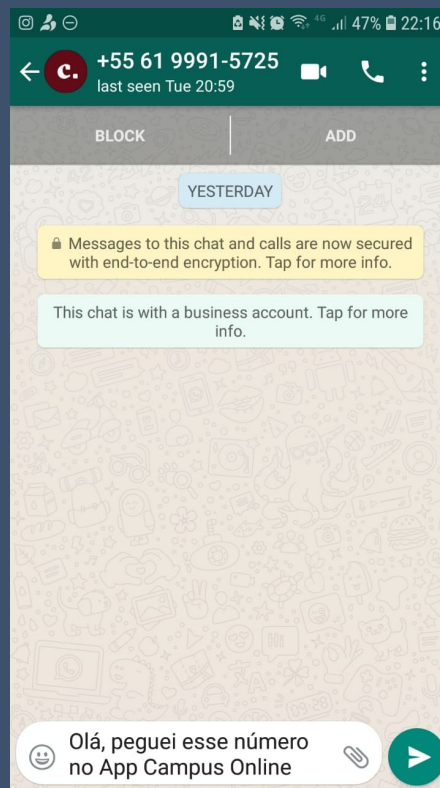 4G 47% 22:16
c. +55 61 9991-5725
last seen Tue 20:59
BLOCK ADD
YESTERDAY
Messages to this chat and calls are now secured
with end-to-end encryption. Tap for more info.
This chat is with a business account. Tap for more
info.
Olá, peguei esse número
no App Campus Online